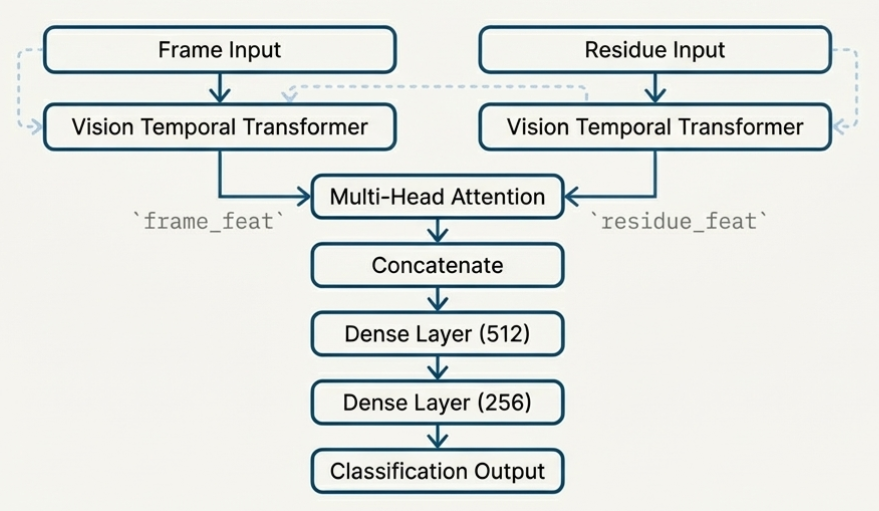 Frame Input
Residue Input
Vision Temporal Transformer
Vision Temporal Transformer
Multi-Head Attention
`frame_feat`
`residue_feat`
Concatenate
Dense Layer (512)
Dense Layer (256)
Classification Output